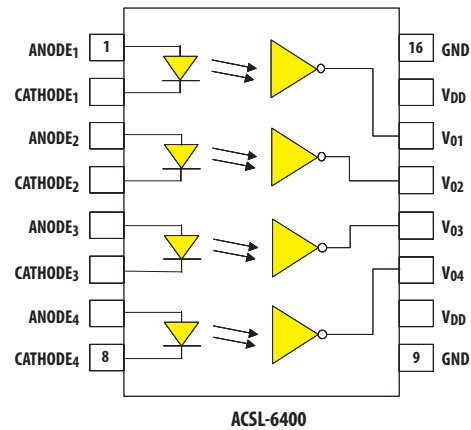 ANODE1 1 16 GND
CATHODE1 VDD
ANODE2 V01
CATHODE2 V02
ANODE3 V03
CATHODE3 V04
ANODE4 VDD
CATHODE4 8 9 GND
ACSL-6400